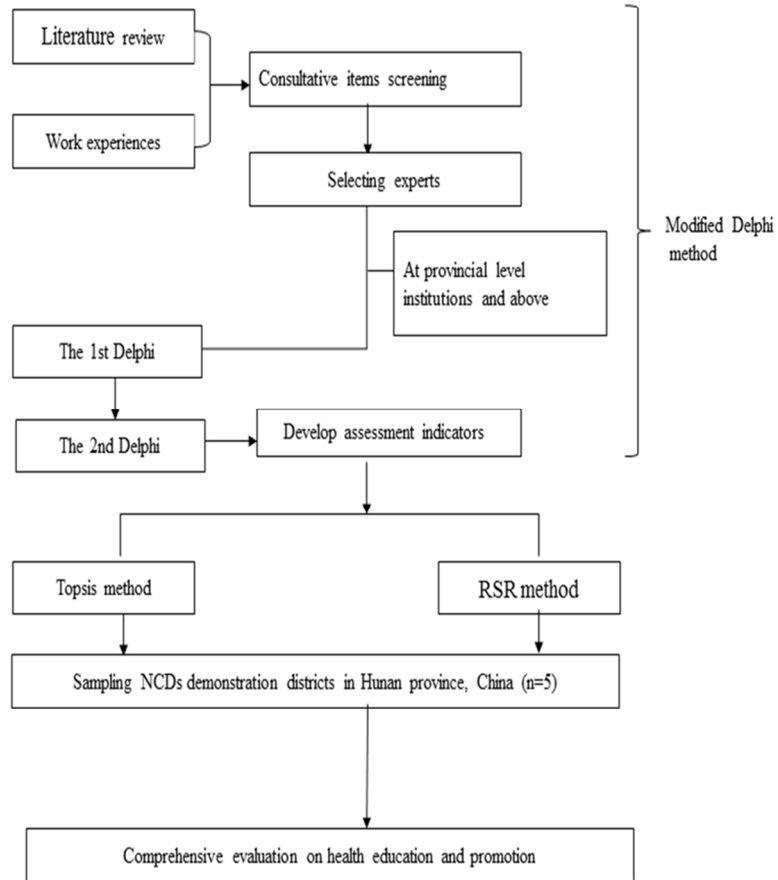 Literature review
Consultative items screening
Work experiences
Selecting experts
At provincial level
institutions and above
Modified Delphi
method
The 1st Delphi
The 2nd Delphi
Develop assessment indicators
Topsis method
RSR method
Sampling NCDs demonstration districts in Hunan province, China (n=5)
Comprehensive evaluation on health education and promotion